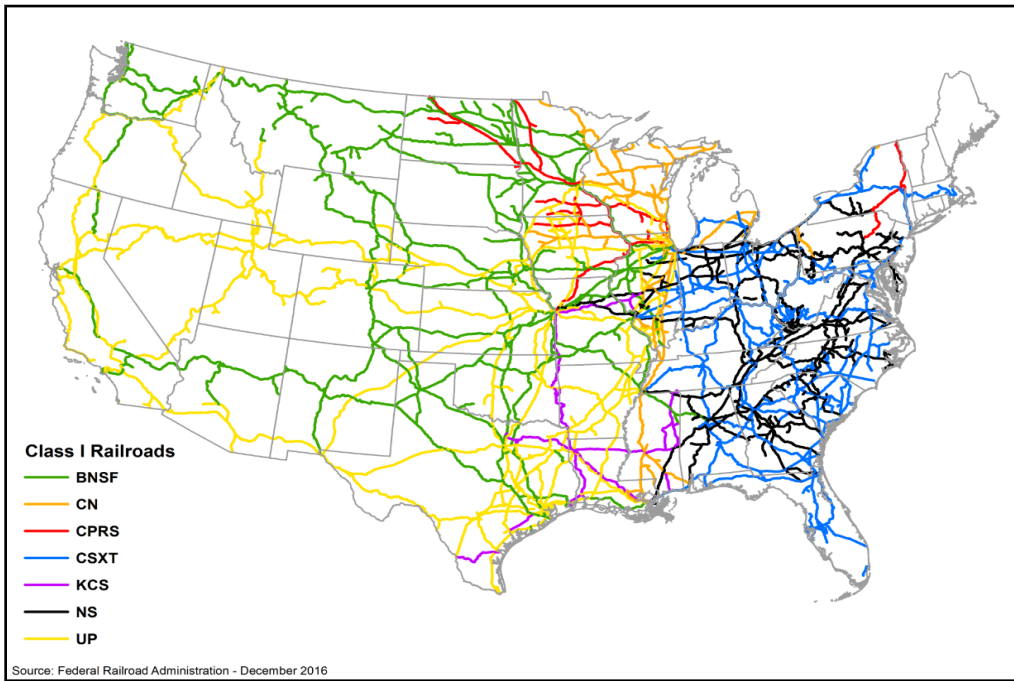 Class I Railroads
BNSF
CN
CPRS
CSXT
KCS
NS
UP
Source: Federal Railroad Administration - December 2016